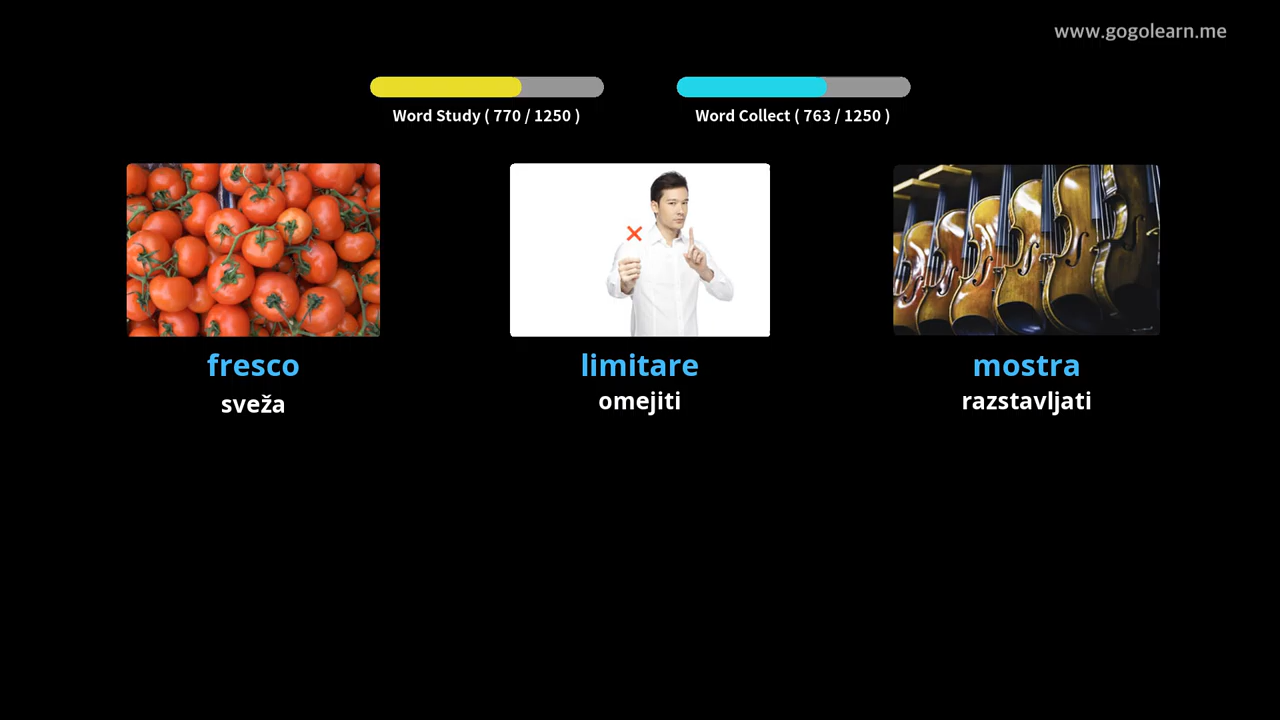 www.gogolearn.me
Word Study ( 770 / 1250 )
Word Collect ( 763 / 1250 )
fresco
sveža
limitare
omejiti
mostra
razstavljati